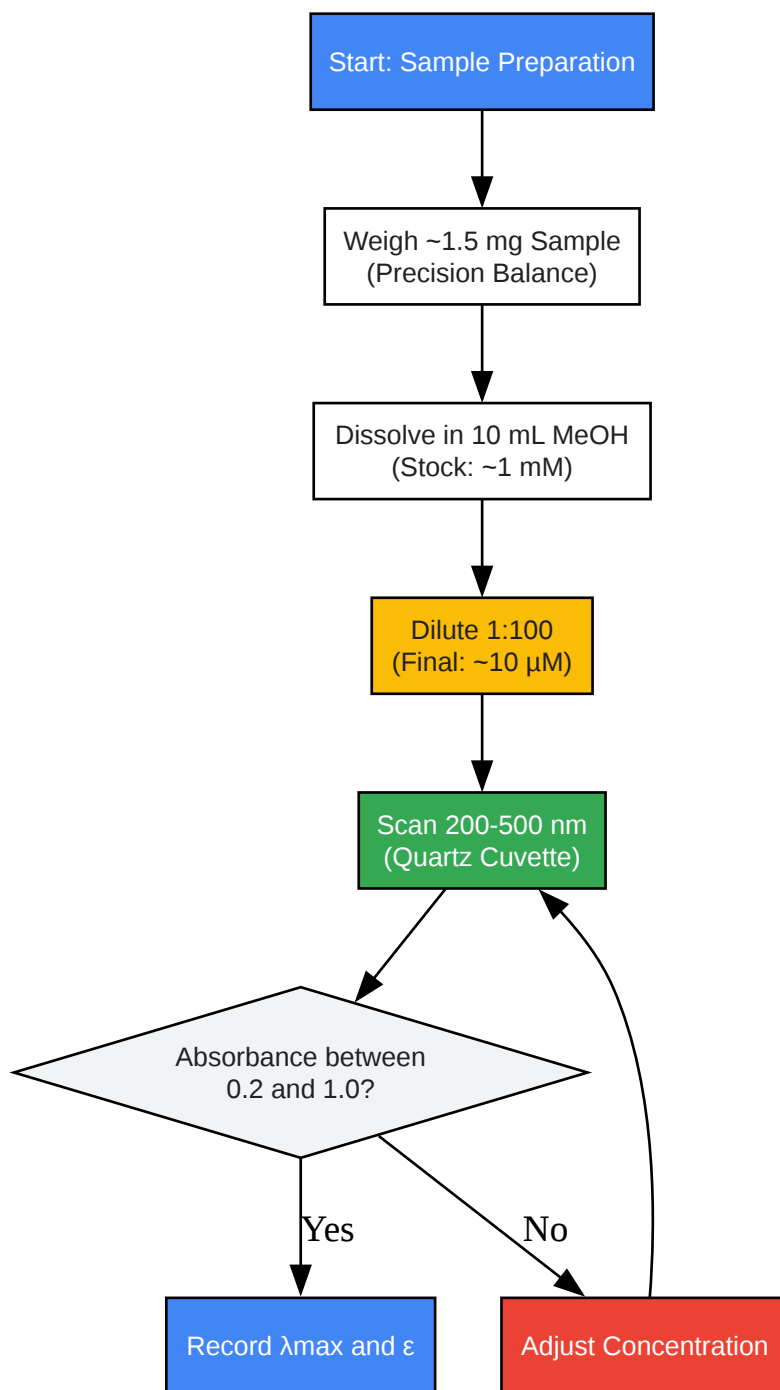 Start: Sample Preparation
Weigh ~1.5 mg Sample
(Precision Balance)
Dissolve in 10 mL MeOH
(Stock: ~1 mM)
Dilute 1:100
(Final: ~10 µM)
Scan 200-500 nm
(Quartz Cuvette)
Absorbance between
0.2 and 1.0?
Yes
No
Record λmax and ε
Adjust Concentration